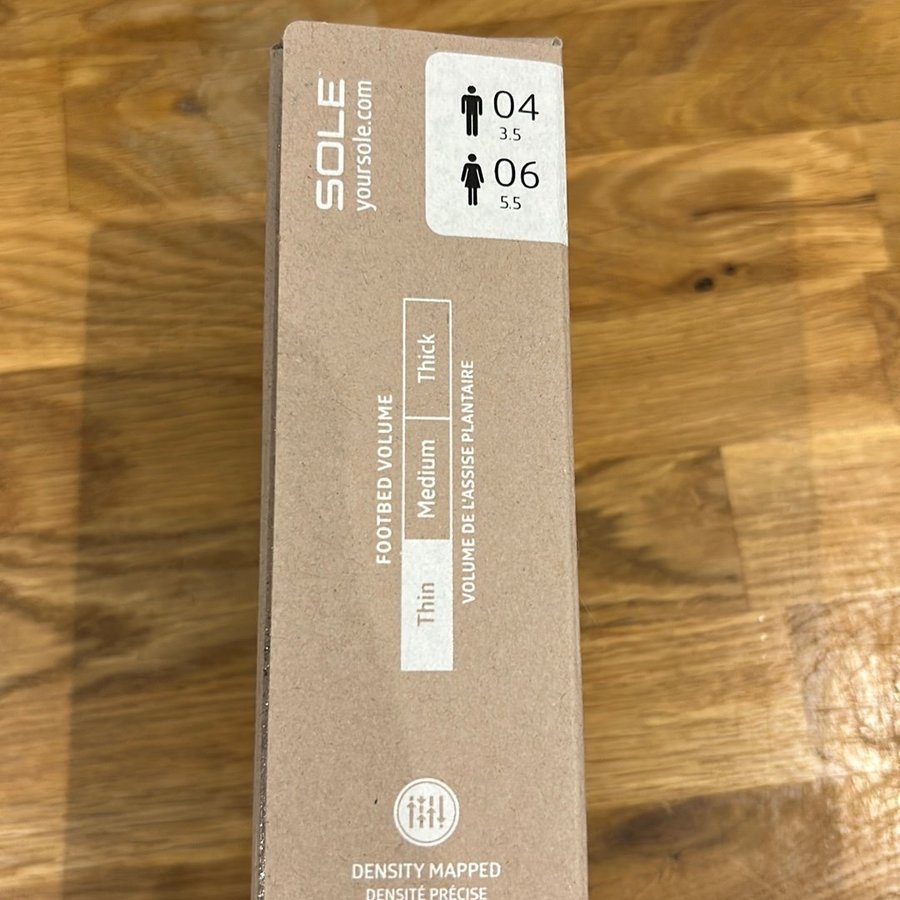 SOLE
yoursole.com
04
3.5
06
5.5
FOOTBED VOLUME
Thin Medium Thick
VOLUME DE L'ASSISE PLANTAIRE
DENSITY MAPPED
DENSITÉ PRÉCISE